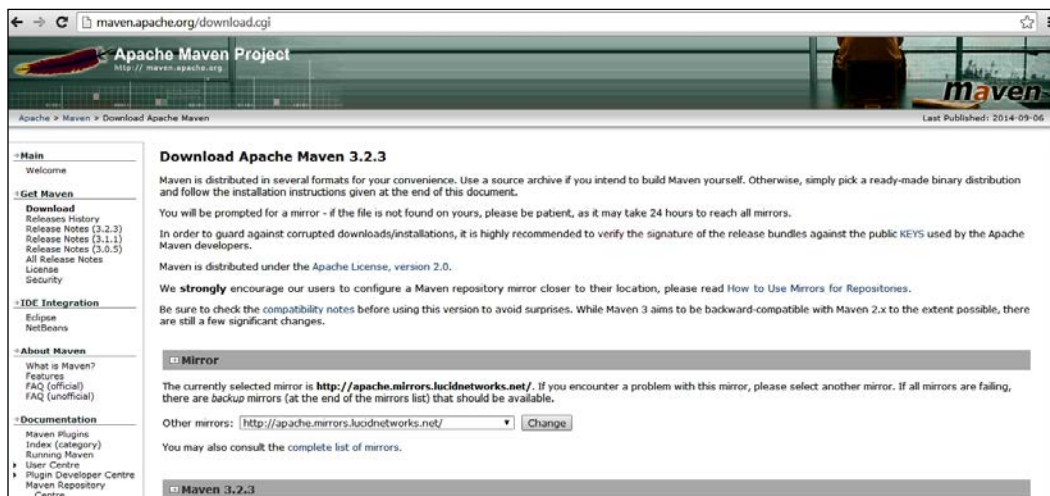 maven.apache.org/download.cgi
Apache Maven Project
http://maven.apache.org
maven
Apache > Maven > Download Apache Maven
Last Published: 2014-09-06
Main
Welcome
Get Maven
Download
Releases History
Release Notes (3.2.3)
Release Notes (3.1.1)
Release Notes (3.0.5)
All Release Notes
License
Security
IDE Integration
Eclipse
NetBeans
About Maven
What is Maven?
Features
FAQ (official)
FAQ (unofficial)
Documentation
Maven Plugins
Index (category)
Running Maven
User Centre
Plugin Developer Centre
Maven Repository
Centre
Download Apache Maven 3.2.3
Maven is distributed in several formats for your convenience. Use a source archive if you intend to build Maven yourself. Otherwise, simply pick a ready-made binary distribution
and follow the installation instructions given at the end of this document.
You will be prompted for a mirror - if the file is not found on yours, please be patient, as it may take 24 hours to reach all mirrors.
In order to guard against corrupted downloads/installations, it is highly recommended to verify the signature of the release bundles against the public KEYS used by the Apache
Maven developers.
Maven is distributed under the Apache License, version 2.0.
We strongly encourage our users to configure a Maven repository mirror closer to their location, please read How to Use Mirrors for Repositories.
Be sure to check the compatibility notes before using this version to avoid surprises. While Maven 3 aims to be backward-compatible with Maven 2.x to the extent possible, there
are still a few significant changes.
Mirror
The currently selected mirror is http://apache.mirrors.lucidnetworks.net/. If you encounter a problem with this mirror, please select another mirror. If all mirrors are failing,
there are backup mirrors (at the end of the mirrors list) that should be available.
Other mirrors: http://apache.mirrors.lucidnetworks.net/ Change
You may also consult the complete list of mirrors.
Maven 3.2.3